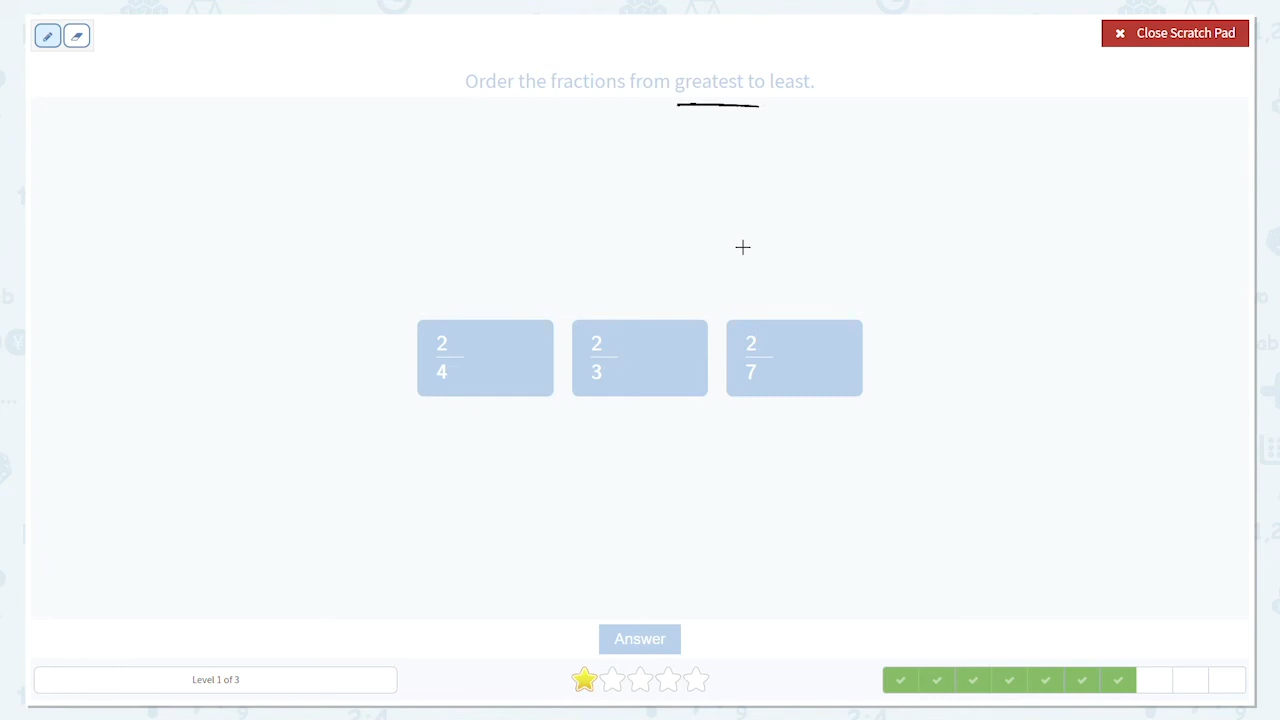 Close Scratch Pad
Order the fractions from greatest to least.
2 2 2
4 3 7
Answer
Level 1 of 3